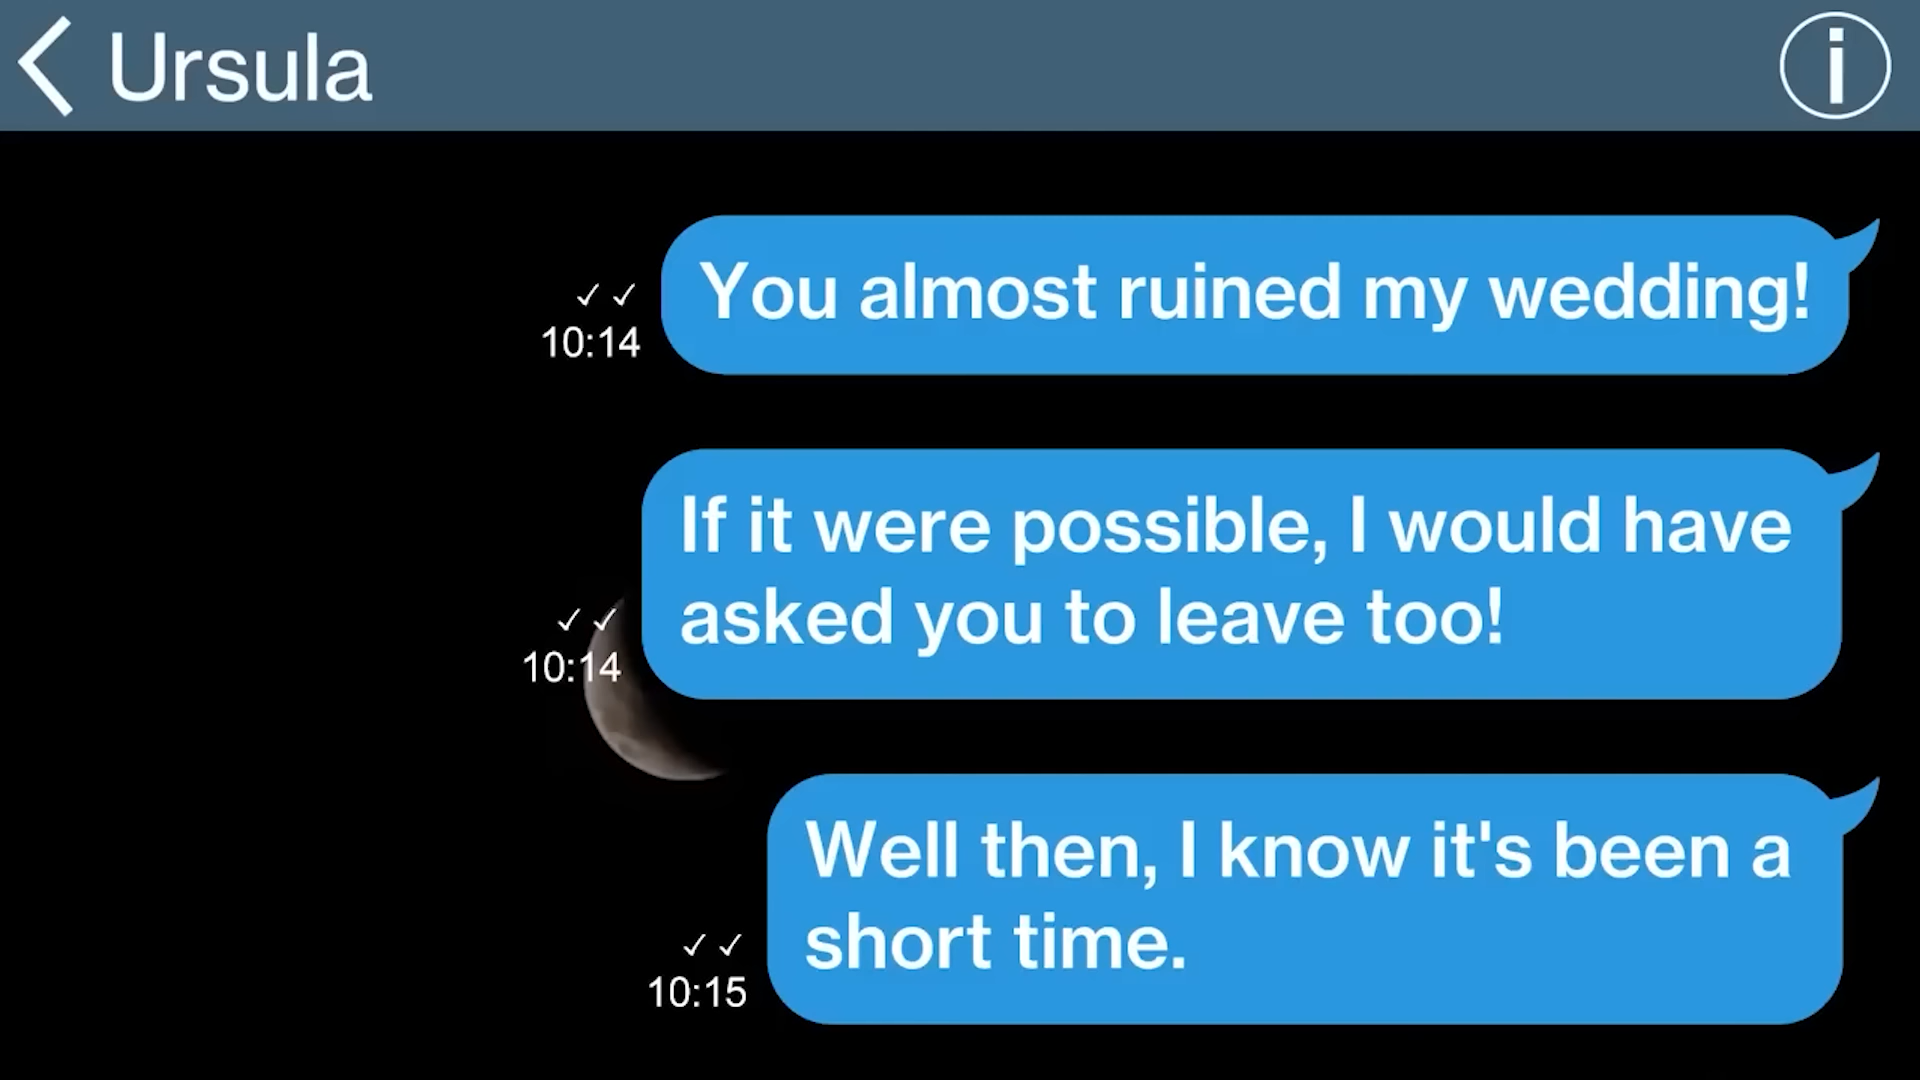 Ursula
You almost ruined my wedding!
✓✓
10:14
If it were possible, I would have
asked you to leave too!
✓✓
10:14
Well then, I know it's been a
short time.
✓✓
10:15